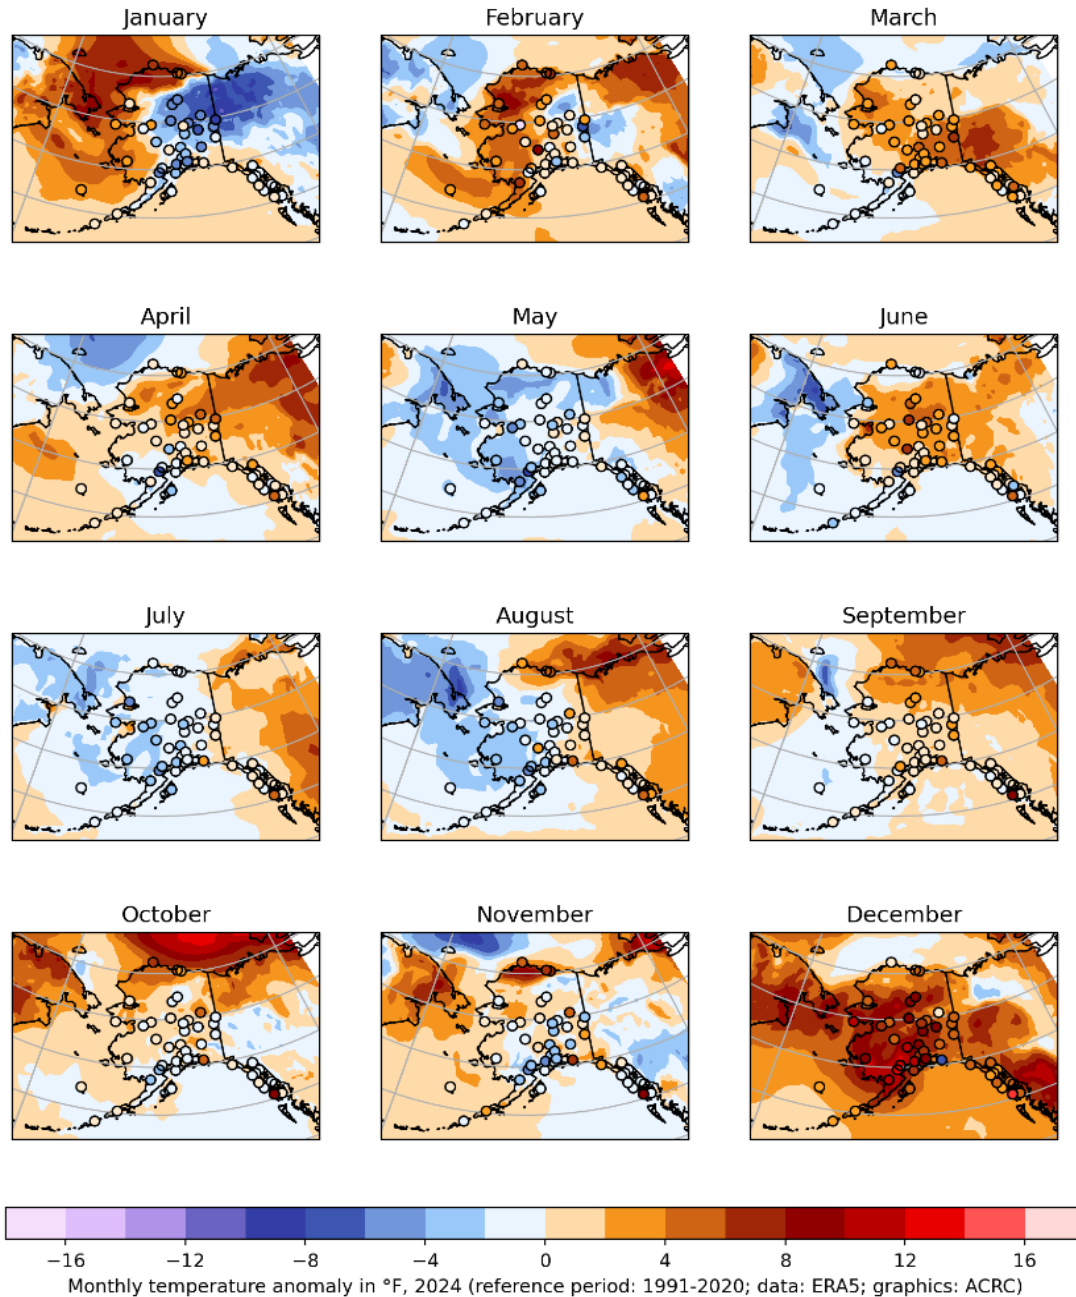 January February March
April May June
July August September
October November December
−16 −12 −8 −4 0 4 8 12 16
Monthly temperature anomaly in °F, 2024 (reference period: 1991-2020; data: ERA5; graphics: ACRC)